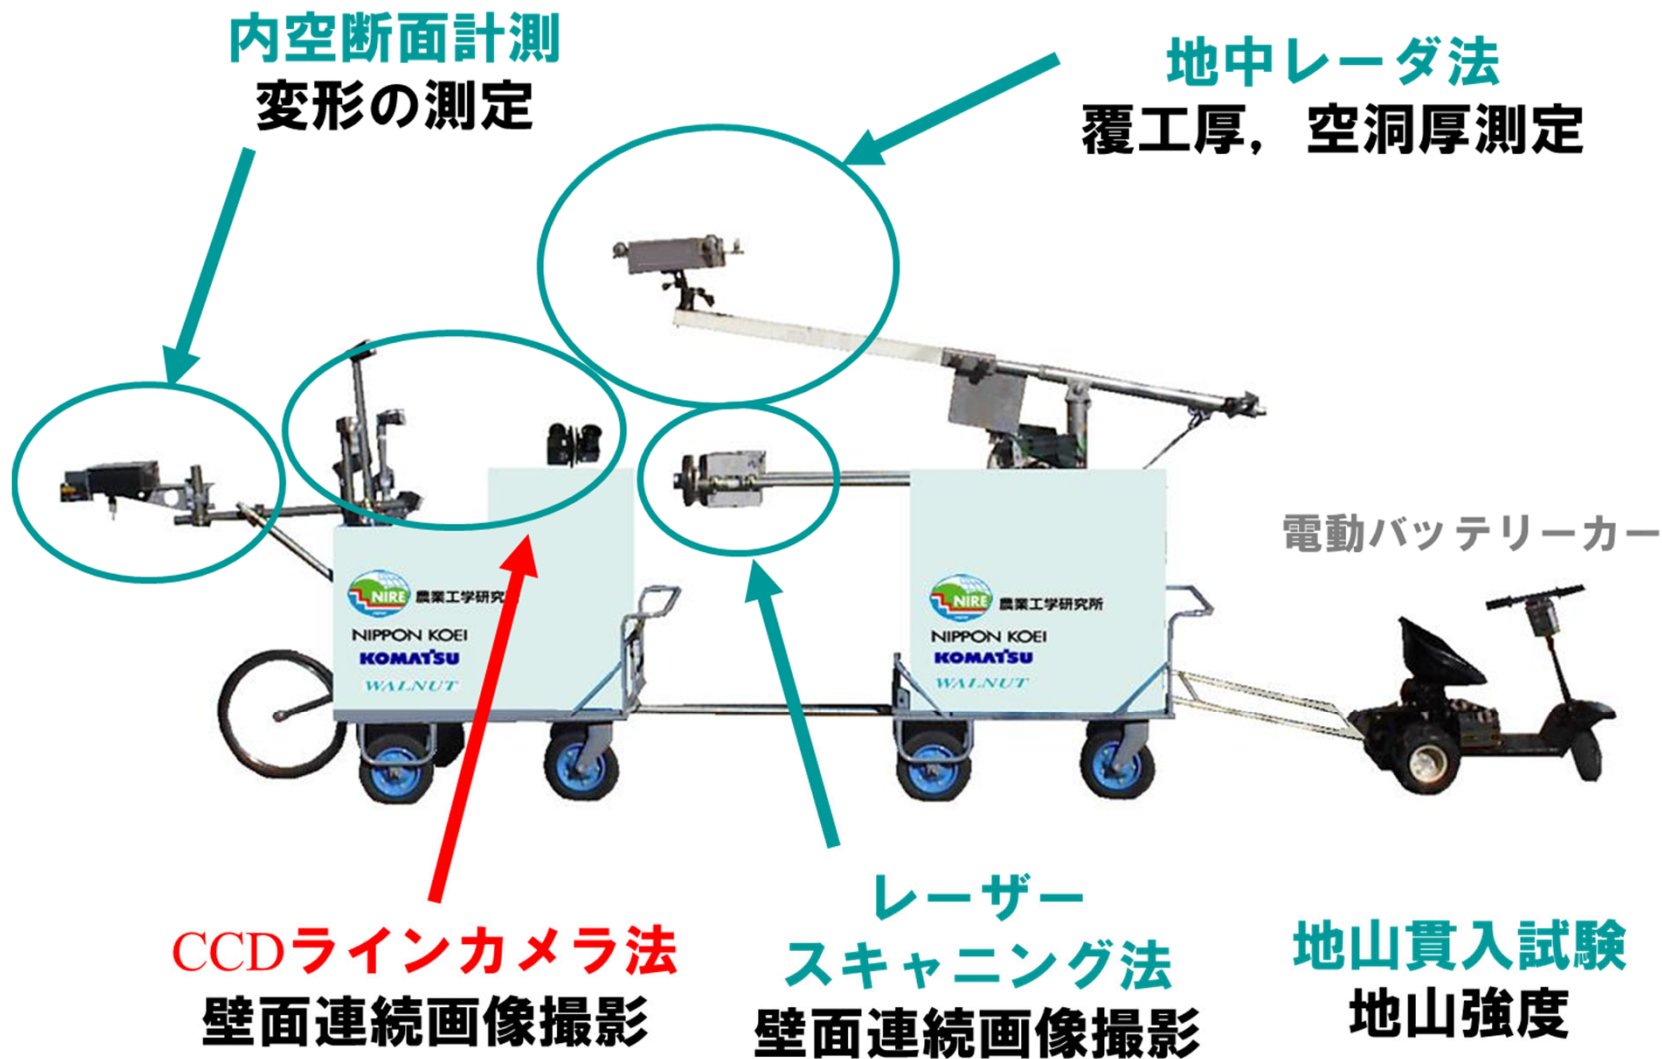 内空断面計測
変形の測定
地中レーダ法
覆工厚，空洞厚測定
電動バッテリーカー
NIRE 農業工学研究所
NIPPON KOEI
KOMATSU
WALNUT
NIRE 農業工学研究所
NIPPON KOEI
KOMATSU
WALNUT
CCDラインカメラ法
壁面連続画像撮影
レーザー
スキャニング法
壁面連続画像撮影
地山貫入試験
地山強度